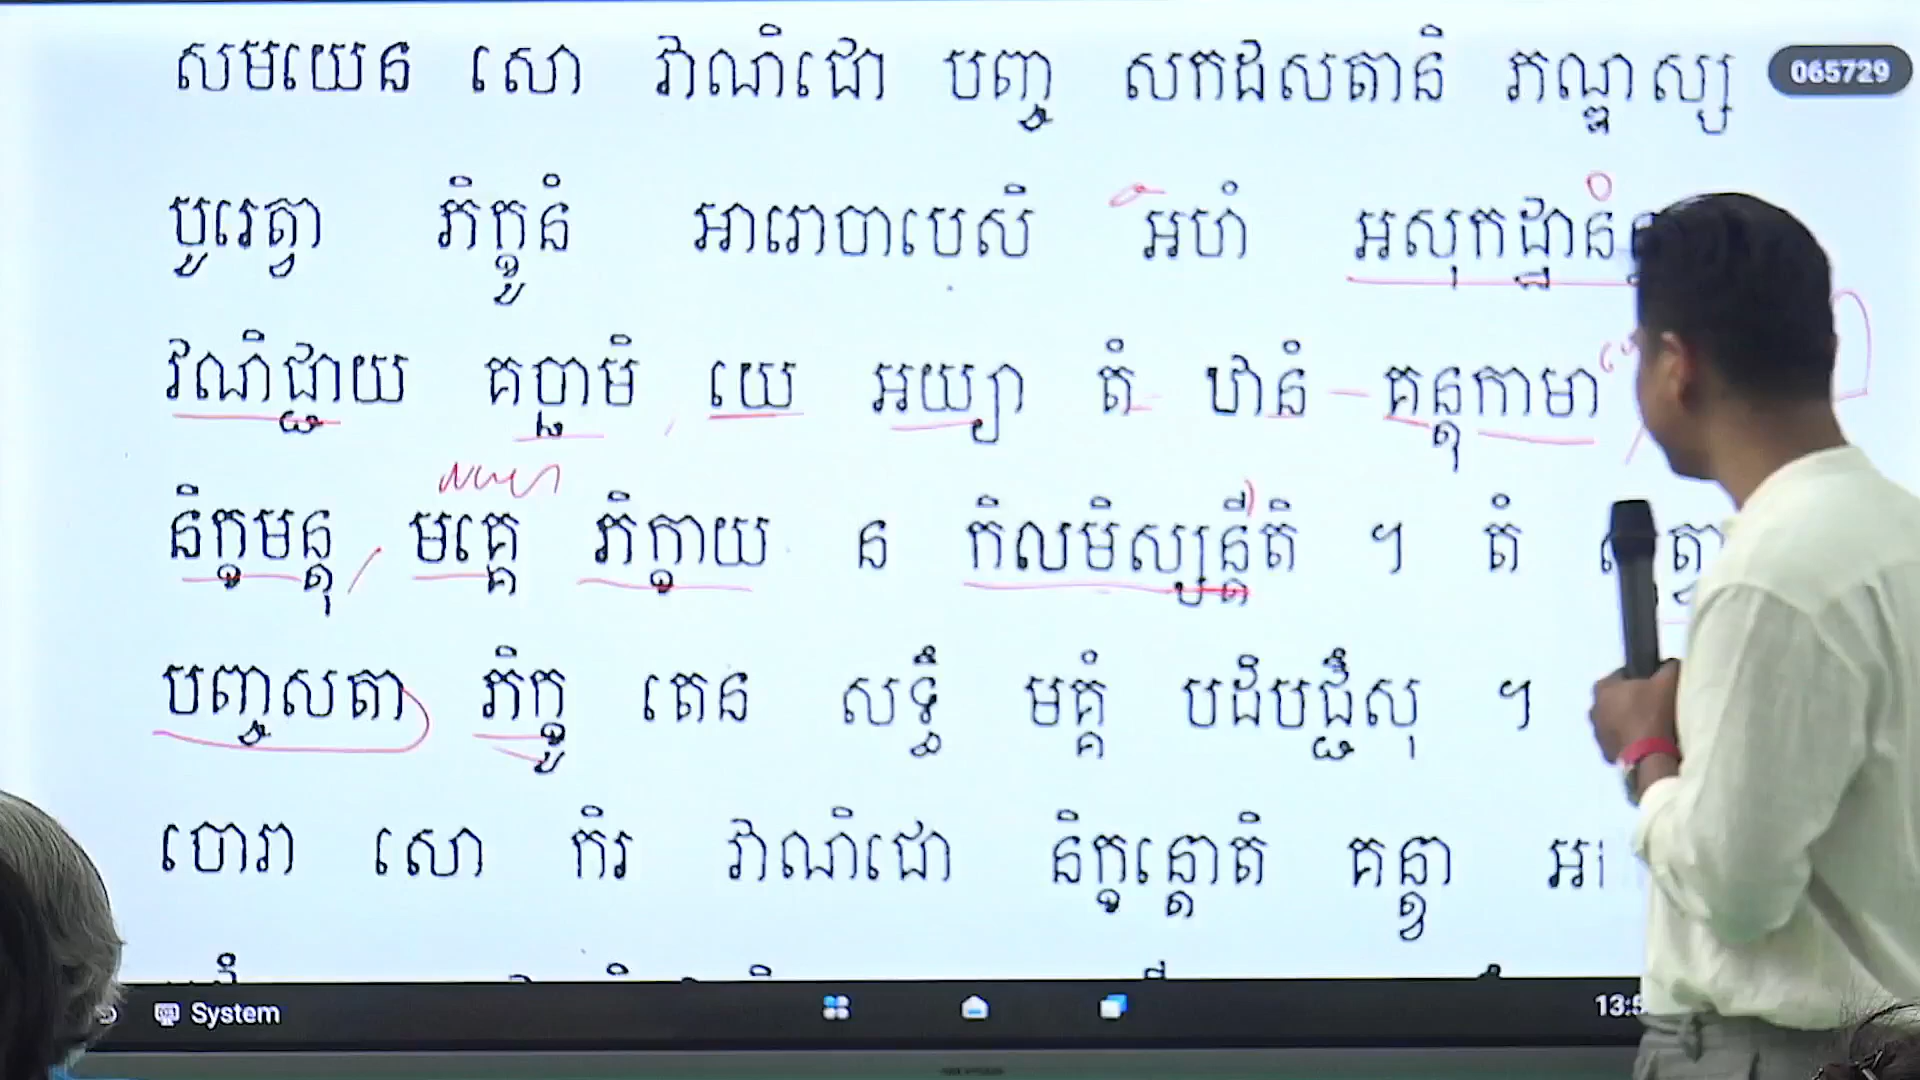 សមយេន សោ វាណិជោ បញ្ច សកដសតានិ ភណ្ឌស្ស
065729
បូរេត្វា ភិក្ខូនំ អារោចាបេសិ អហំ អសុកដ្ឋានំ
វណិជ្ជាយ គច្ឆាមិ យេ អយ្យា តំ ឋានំ គន្តុកាមា
និក្ខមន្តុ មគ្គេ ភិក្ខាយ ន កិលមិស្សន្តីតិ ។ តំ
បញ្ចសតា ភិក្ខូ តេន សទ្ធឹ មគ្គំ បដិបជ្ជឹសុ ។
ចោរា សោ កិរ វាណិជោ និក្ខន្តោតិ គន្ត្វា
System